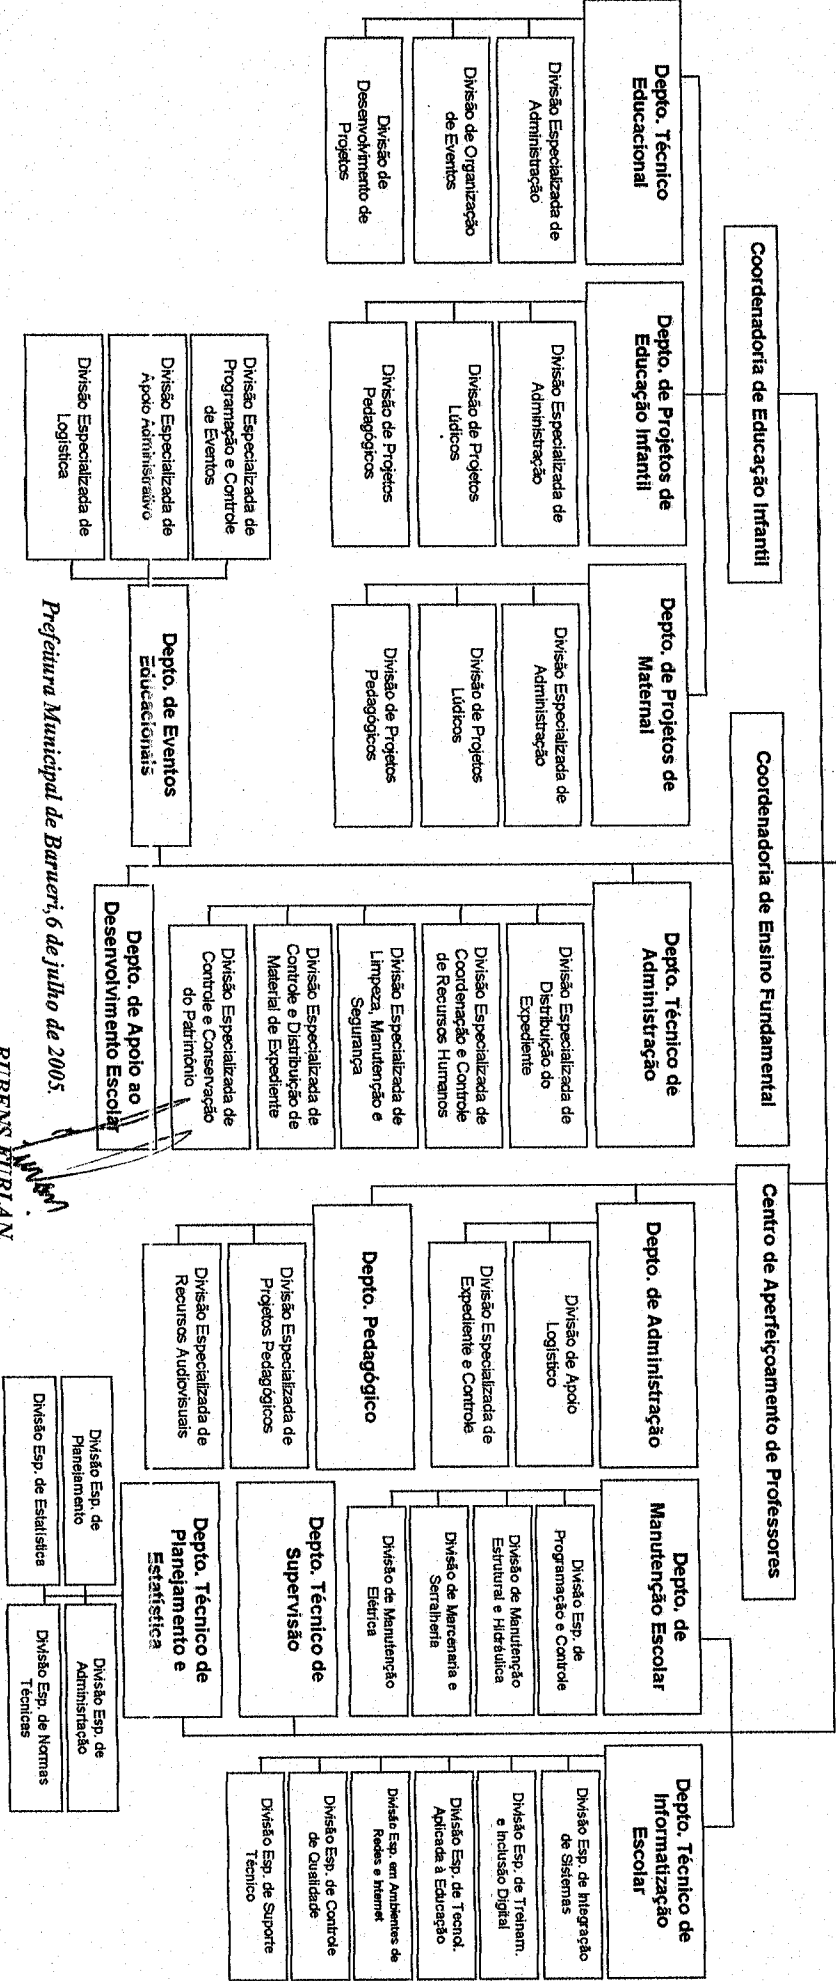 Coordenadoria de Educação Infantil
Depto. Técnico
Educacional
Divisão Especializada de
Administração
Divisão de Organização
de Eventos
Divisão de
Desenvolvimento de
Projetos
Depto. de Projetos de
Educação Infantil
Divisão Especializada de
Administração
Divisão de Projetos
Lúdicos
Divisão de Projetos
Pedagógicos
Depto. de Projetos de
Maternal
Divisão Especializada de
Administração
Divisão de Projetos
Lúdicos
Divisão de Projetos
Pedagógicos
Coordenadoria de Ensino Fundamental
Depto. Técnico de
Administração
Divisão Especializada de
Distribuição do
Expediente
Divisão Especializada de
Coordenação e Controle
de Recursos Humanos
Divisão Especializada de
Limpeza, Manutenção e
Segurança
Divisão Especializada de
Controle e Distribuição de
Material de Expediente
Divisão Especializada de
Controle e Conservação
do Patrimônio
Depto. de Apoio ao
Desenvolvimento Escolar
Depto. de Eventos
Educacionais
Divisão Especializada de
Programação e Controle
de Eventos
Divisão Especializada de
Apoio Administrativo
Divisão Especializada de
Logística
Centro de Aperfeiçoamento de Professores
Depto. de Administração
Divisão de Apoio
Logístico
Divisão Especializada de
Expediente e Controle
Depto. Pedagógico
Divisão Especializada de
Projetos Pedagógicos
Divisão Especializada de
Recursos Audiovisuais
Depto. de
Manutenção Escolar
Divisão Esp. de
Programação e Controle
Divisão de Manutenção
Estrutural e Hidráulica
Divisão de Marcenaria e
Serralheria
Divisão de Manutenção
Elétrica
Depto. Técnico de
Supervisão
Depto. Técnico de
Planejamento e
Estatística
Divisão Esp. de
Planejamento
Divisão Esp. de Estatística
Divisão Esp. de
Adminisrtação
Divisão Esp. de Normas
Técnicas
Depto. Técnico de
Informatização
Escolar
Divisão Esp. de Integração
de Sistemas
Divisão Esp. de Treinam.
e Inclusão Digital
Divisão Esp. de Tecnol.
Aplicada à Educação
Divisão Esp. em Ambientes de
Redes e Internet
Divisão Esp. de Controle
de Qualidade
Divisão Esp. de Suporte
Técnico
Prefeitura Municipal de Barueri, 6 de julho de 2005.
RUBENS FURLAN